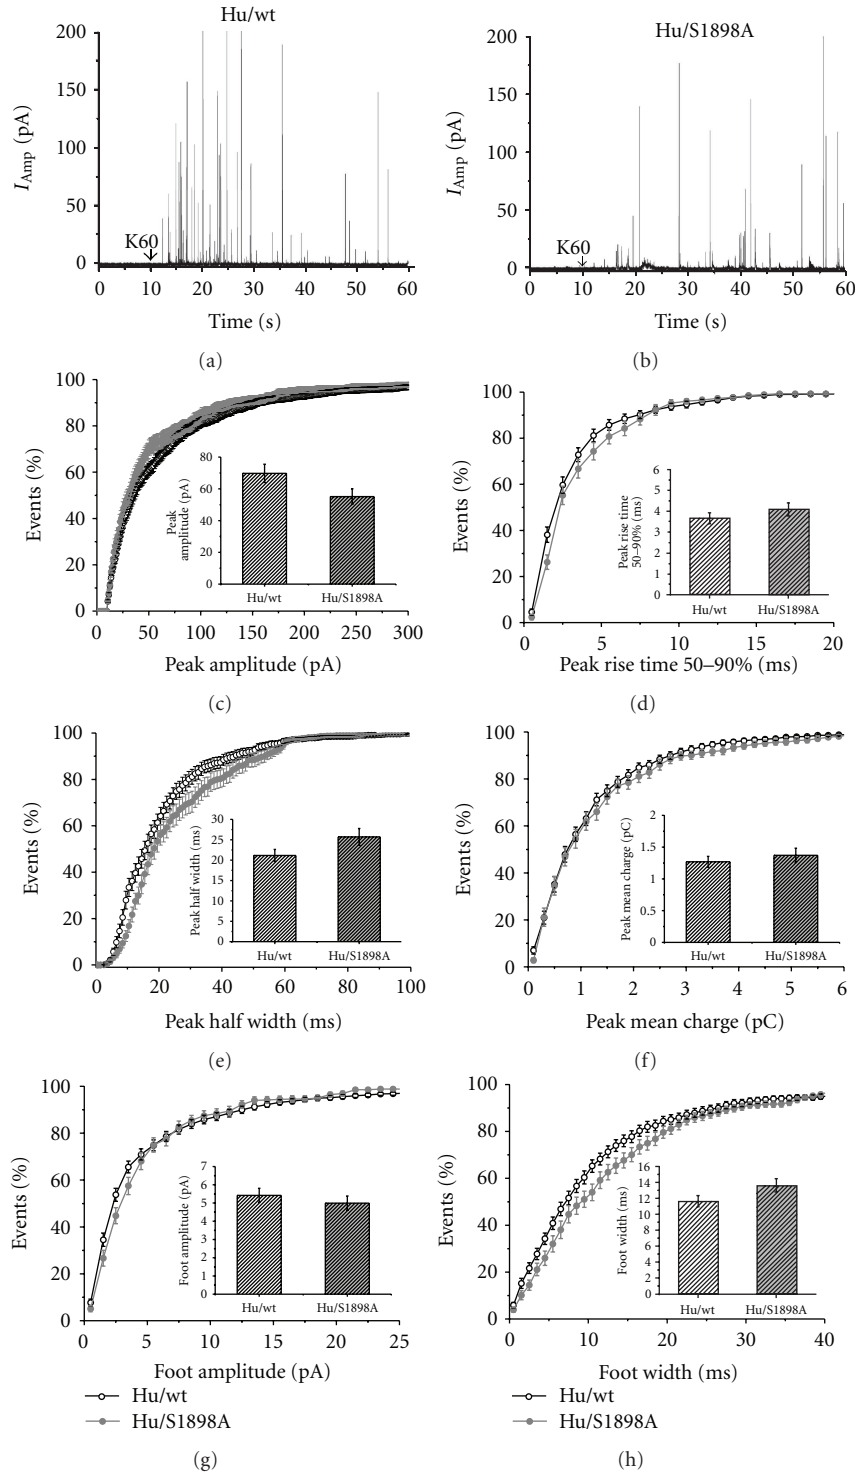 Hu/wt
200
150
100
50
0
I Amp (pA)
K60
0 10 20 30 40 50 60
Time (s)
(a)
Hu/S1898A
200
150
100
50
0
I Amp (pA)
K60
0 10 20 30 40 50 60
Time (s)
(b)
100
80
60
40
20
0
Events (%)
0 50 100 150 200 250 300
Peak amplitude (pA)
80
60
40
20
0
Peak
amplitude (pA)
Hu/wt Hu/S1898A
(c)
100
80
60
40
20
0
Events (%)
0 5 10 15 20
Peak rise time 50–90% (ms)
6
5
4
3
2
1
0
Peak rise time
50–90% (ms)
Hu/wt Hu/S1898A
(d)
100
80
60
40
20
0
Events (%)
0 20 40 60 80 100
Peak half width (ms)
30
25
20
15
10
5
0
Peak half width (ms)
Hu/wt Hu/S1898A
(e)
100
80
60
40
20
0
Events (%)
0 1 2 3 4 5 6
Peak mean charge (pC)
2
1.5
1
0.5
0
Peak mean charge (pC)
Hu/wt Hu/S1898A
(f)
100
80
60
40
20
0
Events (%)
0 5 10 15 20 25
Foot amplitude (pA)
7
6
5
4
3
2
1
0
Foot amplitude (pA)
Hu/wt Hu/S1898A
Hu/wt
Hu/S1898A
(g)
100
80
60
40
20
0
Events (%)
0 10 20 30 40
Foot width (ms)
16
14
12
10
8
6
4
2
0
Foot width (ms)
Hu/wt Hu/S1898A
Hu/wt
Hu/S1898A
(h)